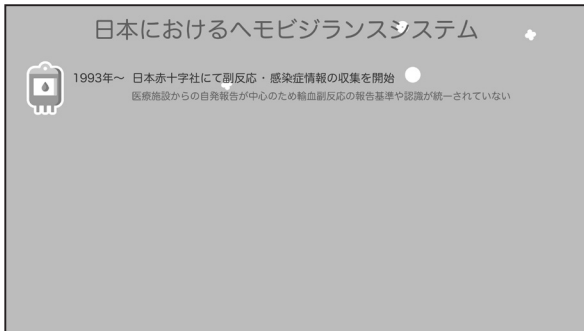 日本におけるヘモビジランスシステム
1993年〜 日本赤十字社にて副反応・感染症情報の収集を開始
医療施設からの自発報告が中心のため輸血副反応の報告基準や認識が統一されていない